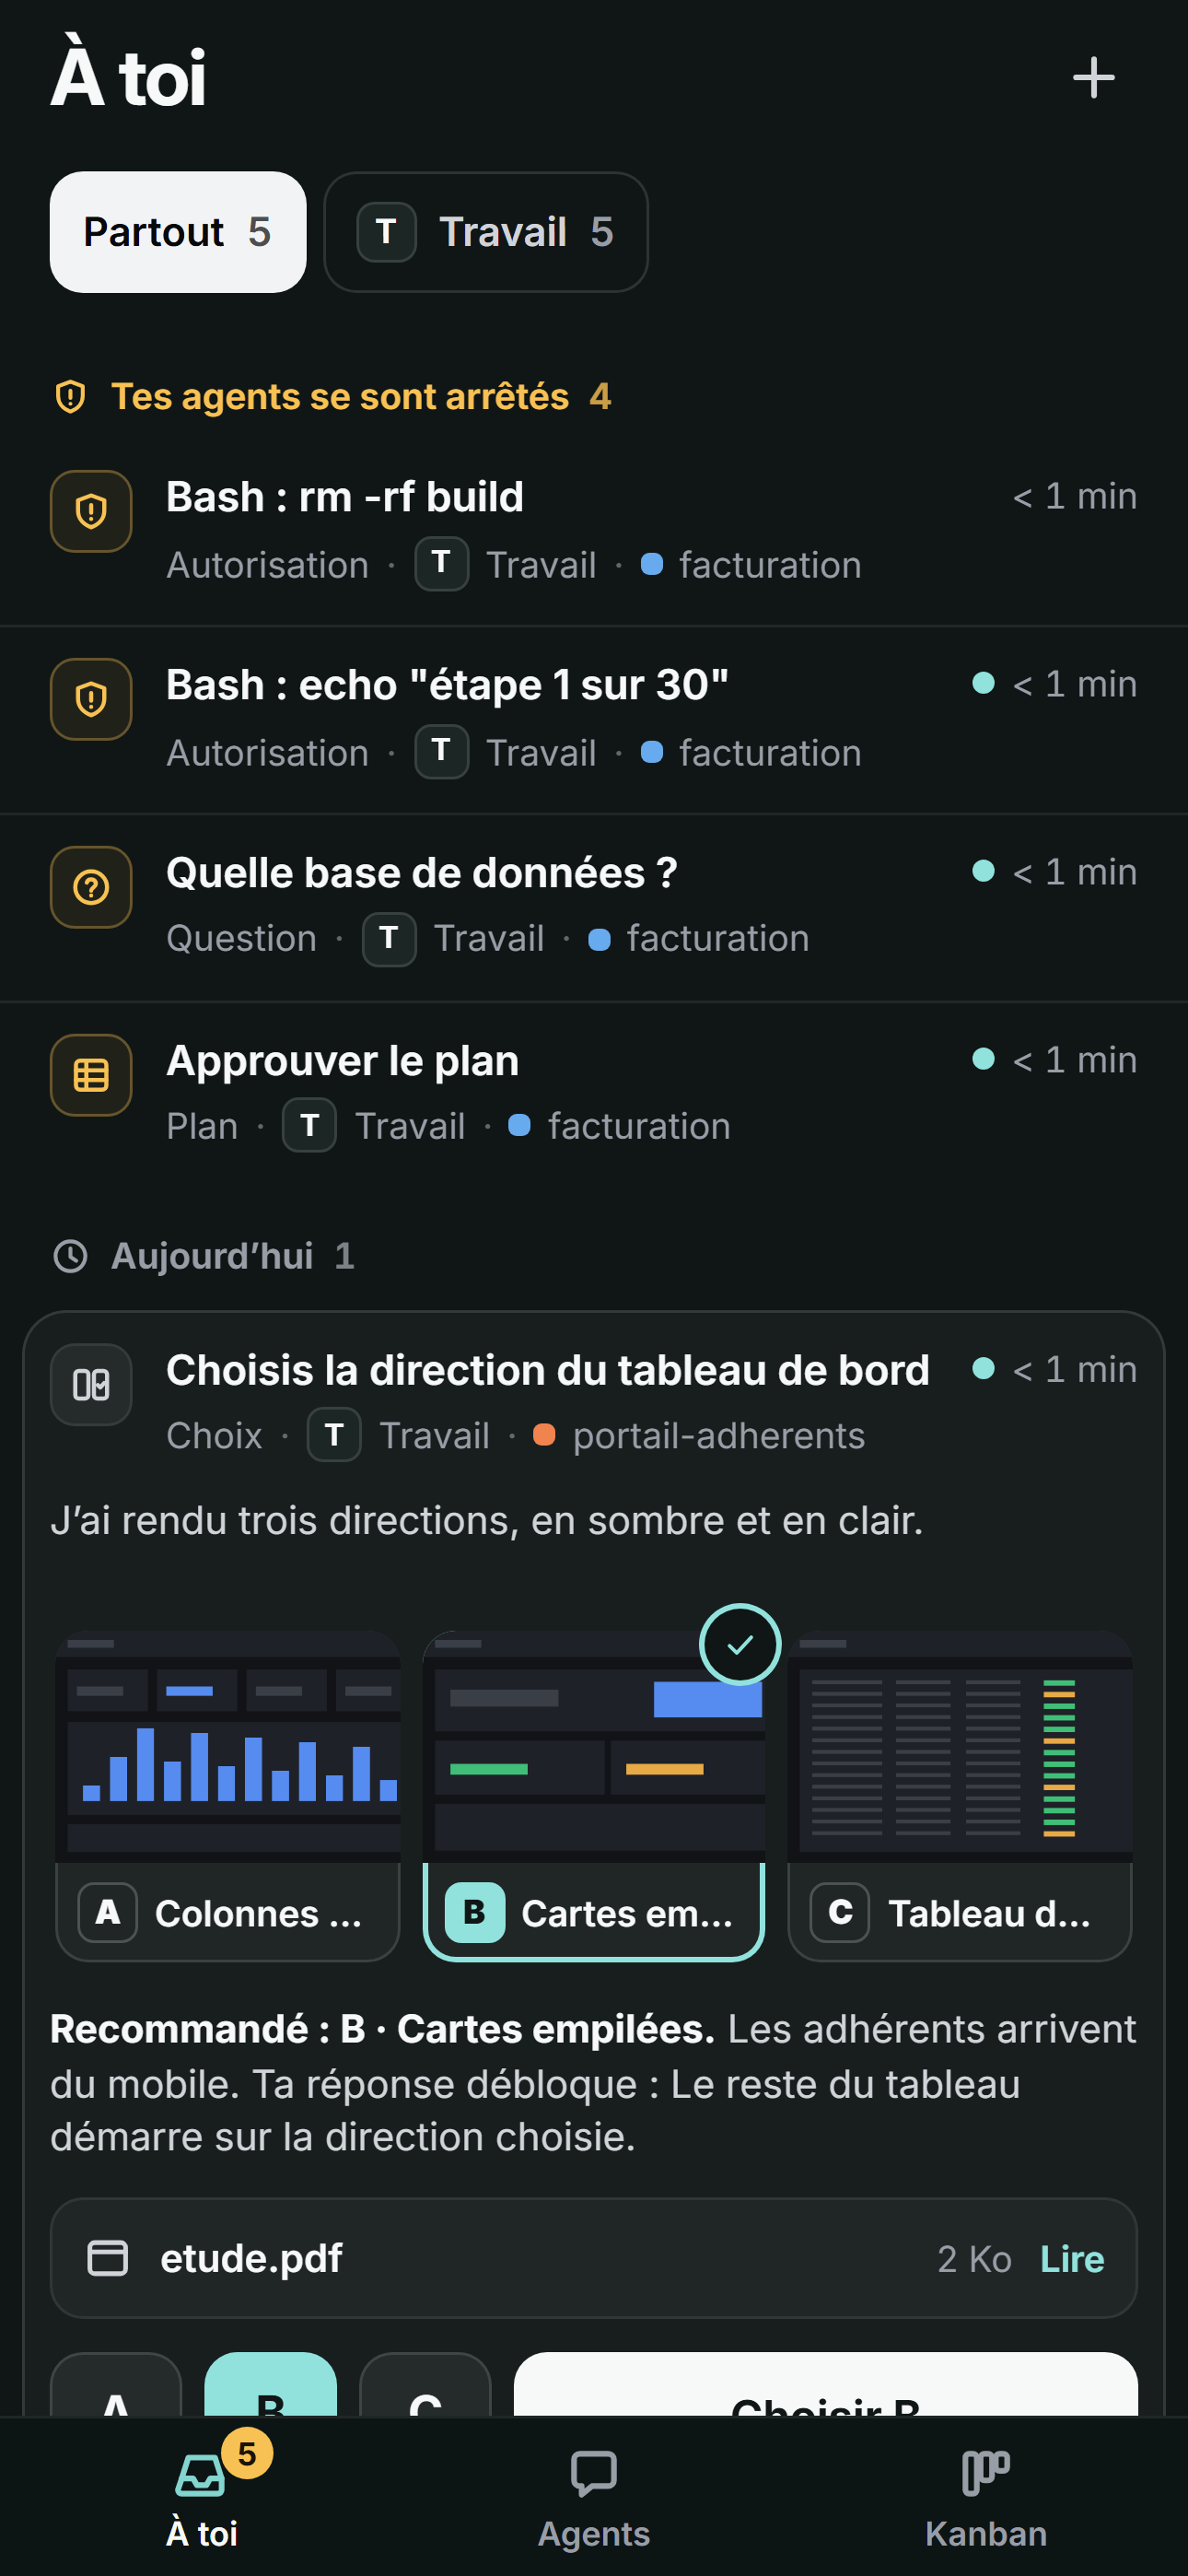 À toi
Partout 5
T Travail 5
Tes agents se sont arrêtés 4
Bash : rm -rf build < 1 min
Autorisation · T Travail · facturation
Bash : echo "étape 1 sur 30" < 1 min
Autorisation · T Travail · facturation
Quelle base de données ? < 1 min
Question · T Travail · facturation
Approuver le plan < 1 min
Plan · T Travail · facturation
Aujourd’hui 1
Choisis la direction du tableau de bord < 1 min
Choix · T Travail · portail-adherents
J’ai rendu trois directions, en sombre et en clair.
A Colonnes ...
B Cartes em...
C Tableau d...
Recommandé : B · Cartes empilées. Les adhérents arrivent
du mobile. Ta réponse débloque : Le reste du tableau
démarre sur la direction choisie.
etude.pdf 2 Ko Lire
A B C Choisir B
5
À toi Agents Kanban